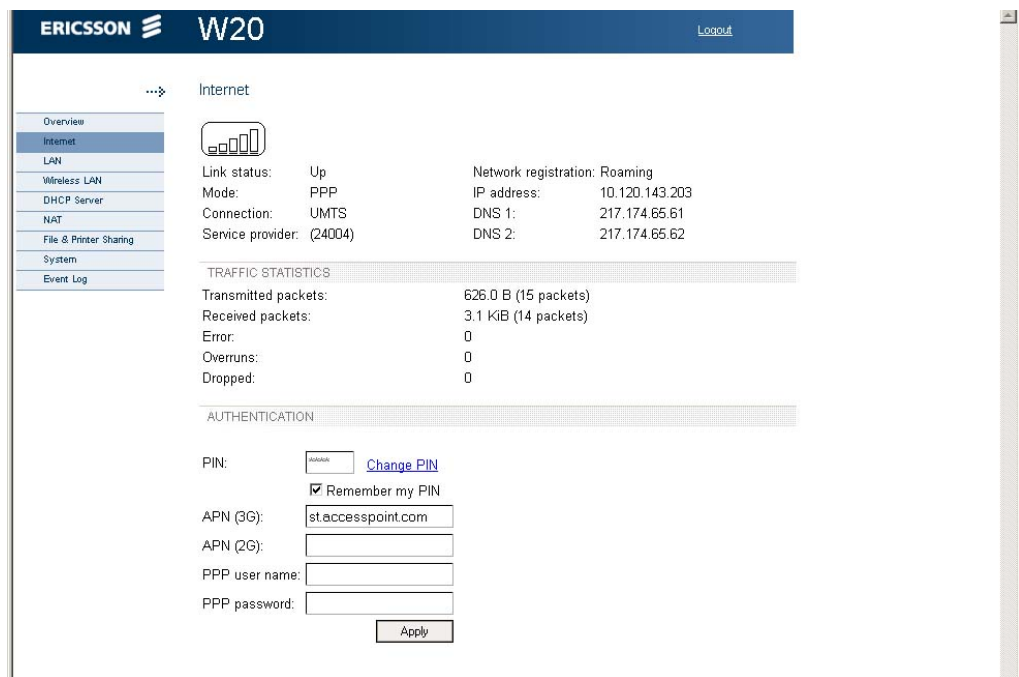 ERICSSON W20 Logout
Internet
Overview
Internet
LAN
Wireless LAN
DHCP Server
NAT
File & Printer Sharing
System
Event Log
Link status: Up Network registration: Roaming
Mode: PPP IP address: 10.120.143.203
Connection: UMTS DNS 1: 217.174.65.61
Service provider: (24004) DNS 2: 217.174.65.62
TRAFFIC STATISTICS
Transmitted packets: 626.0 B (15 packets)
Received packets: 3.1 KiB (14 packets)
Error: 0
Overruns: 0
Dropped: 0
AUTHENTICATION
PIN: **** Change PIN
Remember my PIN
APN (3G): st.accesspoint.com
APN (2G):
PPP user name:
PPP password:
Apply